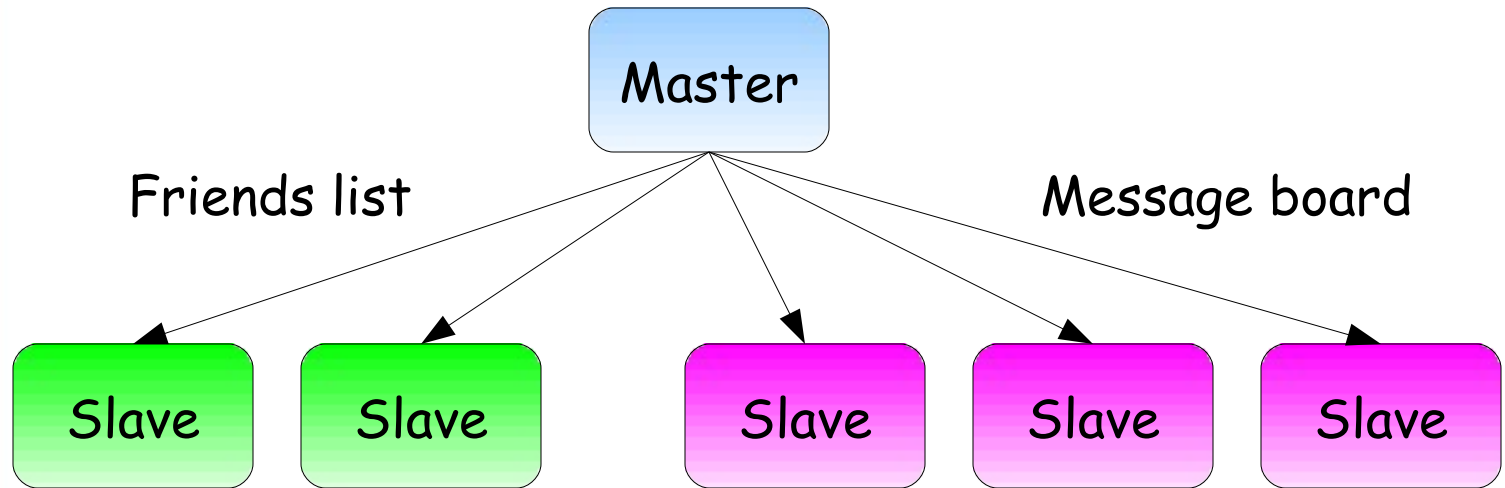 Master
Friends list
Message board
Slave
Slave
Slave
Slave
Slave